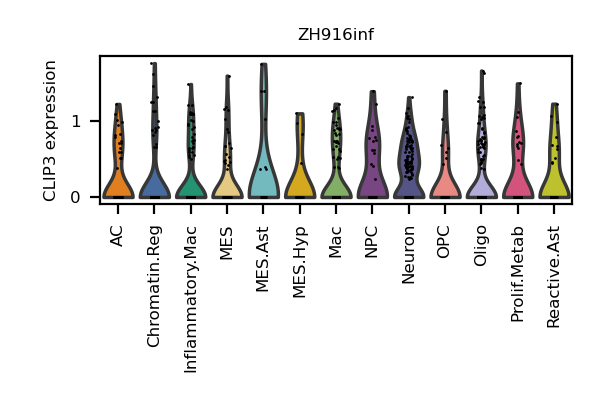 ZH916inf
CLIP3 expression
1
0
AC
Chromatin.Reg
Inflammatory.Mac
MES
MES.Ast
MES.Hyp
Mac
NPC
Neuron
OPC
Oligo
Prolif.Metab
Reactive.Ast